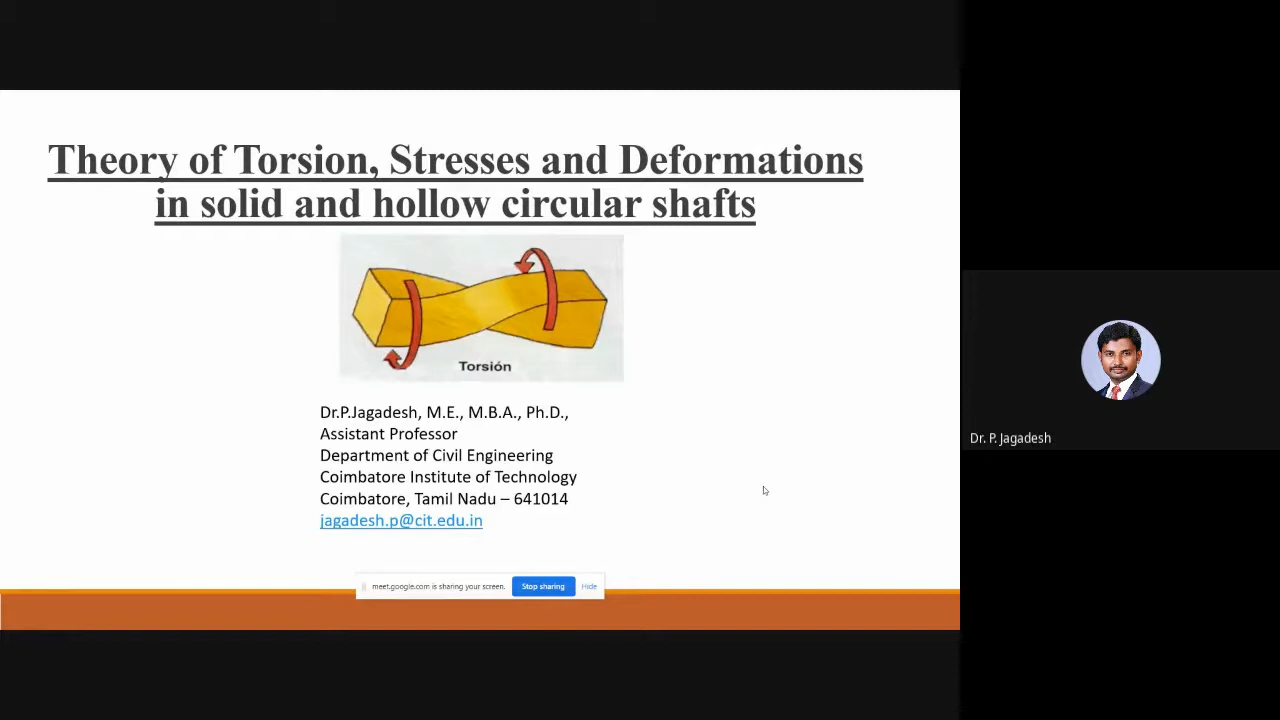 Theory of Torsion, Stresses and Deformations
in solid and hollow circular shafts
Torsión
Dr.P.Jagadesh, M.E., M.B.A., Ph.D.,
Assistant Professor
Department of Civil Engineering
Coimbatore Institute of Technology
Coimbatore, Tamil Nadu – 641014
jagadesh.p@cit.edu.in
meet.google.com is sharing your screen. Stop sharing Hide
Dr. P. Jagadesh